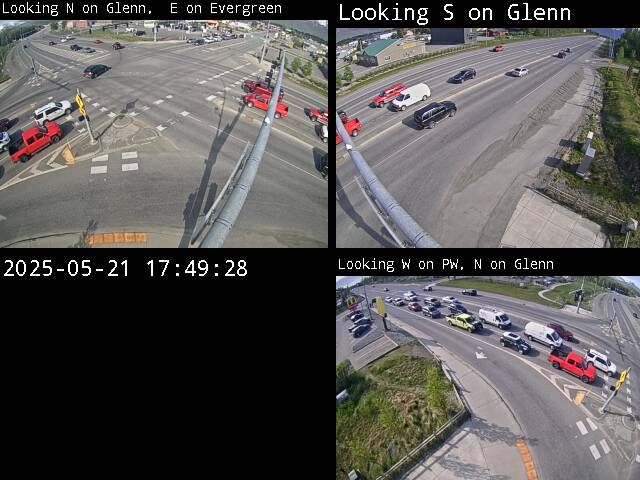 Looking N on Glenn,  E on Evergreen
Looking S on Glenn
2025-05-21 17:49:28
Looking W on PW, N on Glenn